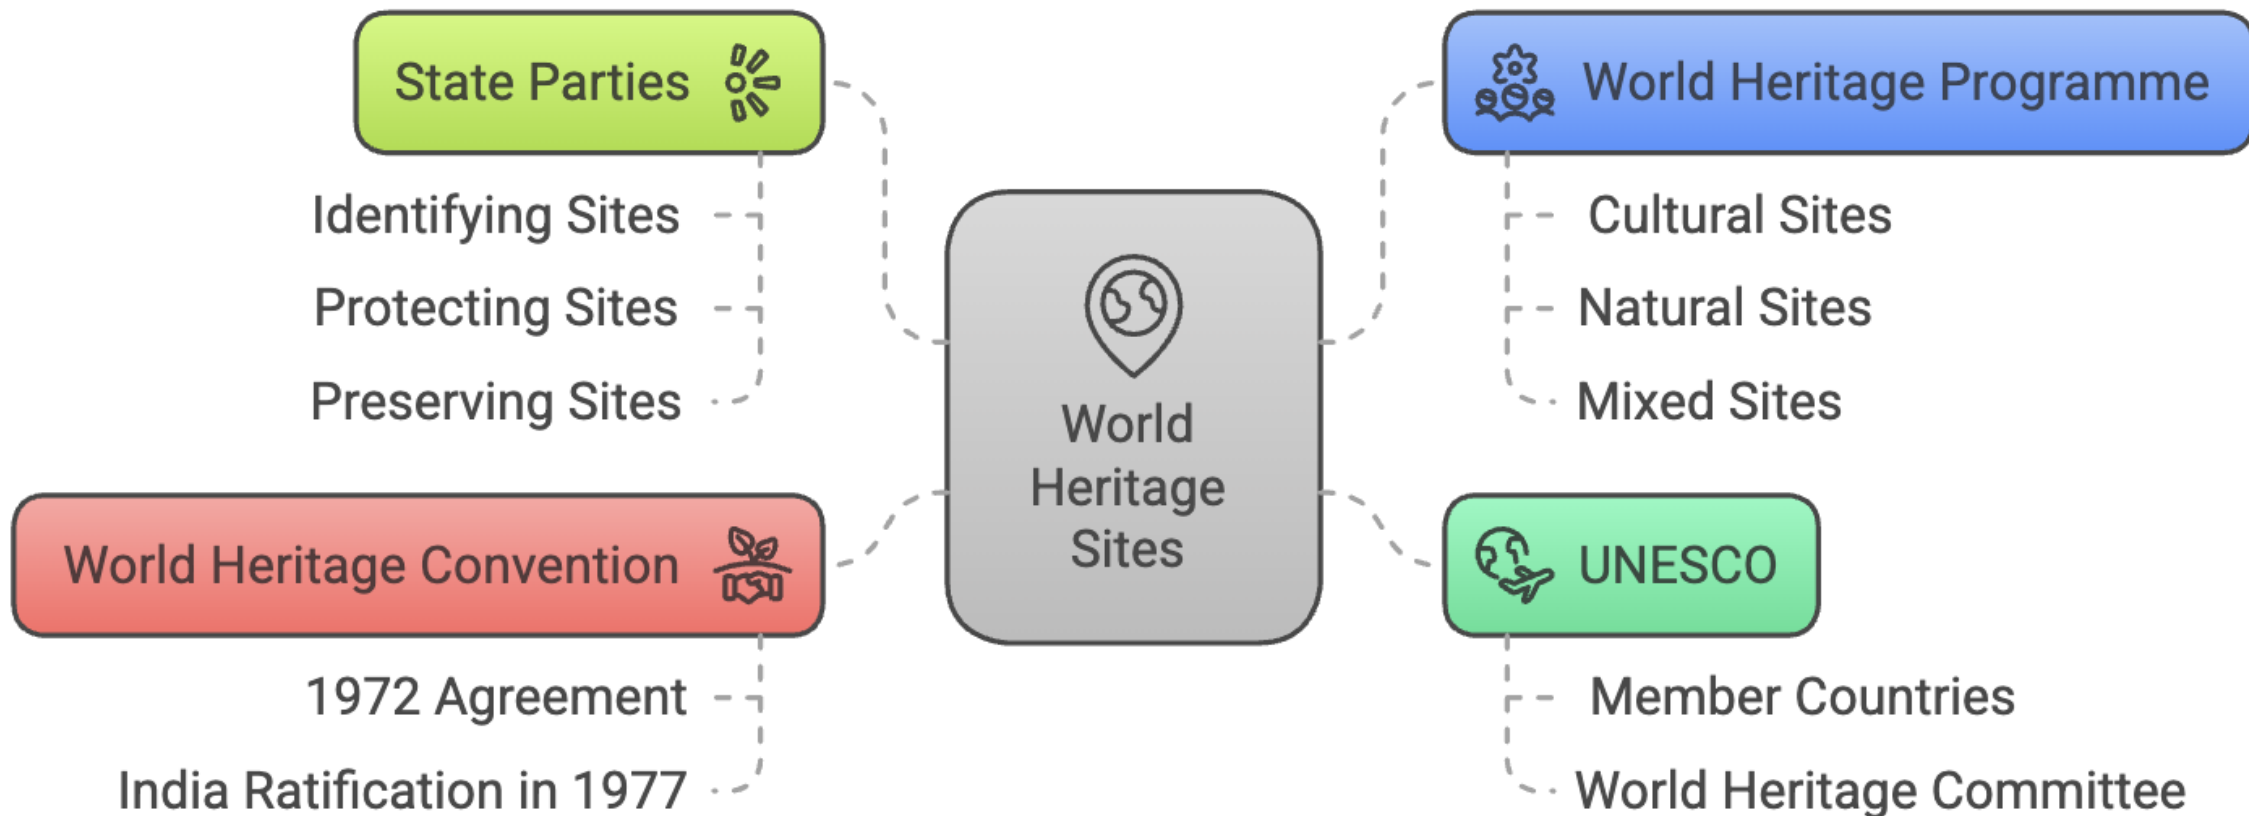 State Parties
Identifying Sites
Protecting Sites
Preserving Sites
World Heritage Convention
1972 Agreement
India Ratification in 1977
World
Heritage
Sites
World Heritage Programme
Cultural Sites
Natural Sites
Mixed Sites
UNESCO
Member Countries
World Heritage Committee